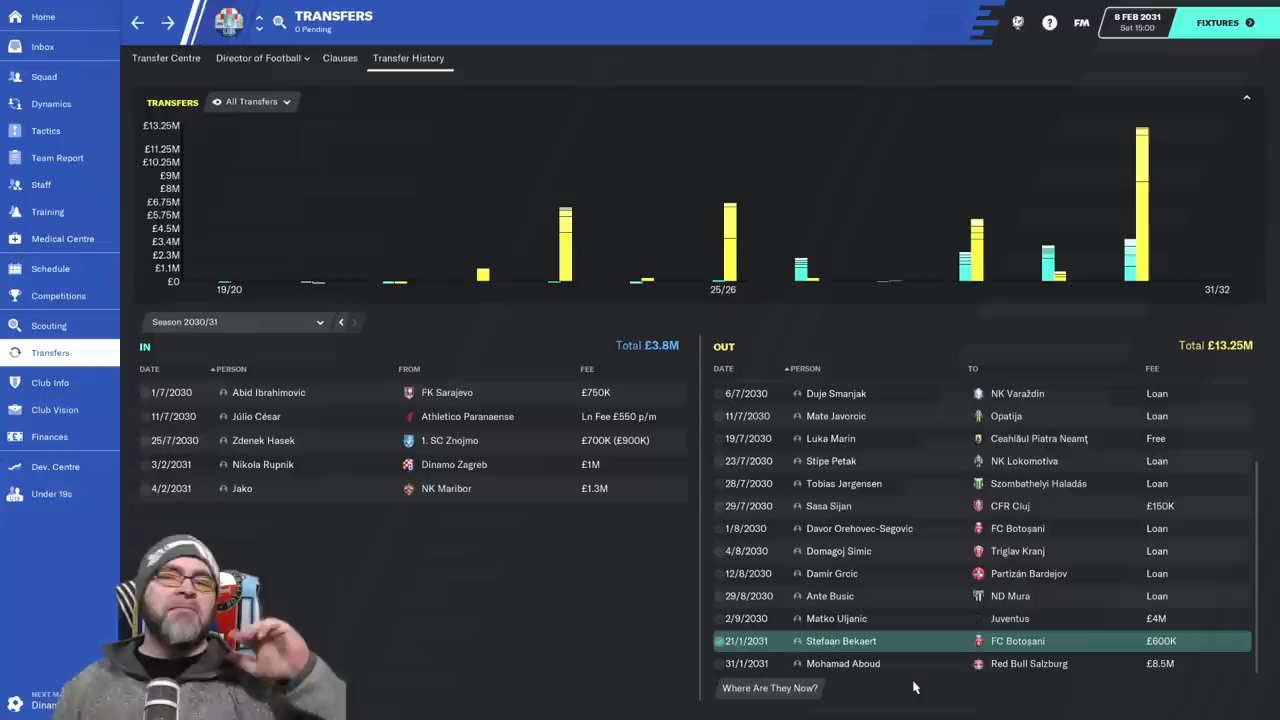 Home
Inbox
Squad
Dynamics
Tactics
Team Report
Staff
Training
Medical Centre
Schedule
Competitions
Scouting
Transfers
Club Info
Club Vision
Finances
Dev. Centre
Under 19s
NEXT
Dinam
TRANSFERS
0 Pending
FM
8 FEB 2031
Sat 15:00
FIXTURES
Transfer Centre
Director of Football
Clauses
Transfer History
TRANSFERS
All Transfers
£13.25M
£11.25M
£10.25M
£9M
£8M
£6.75M
£5.75M
£4.5M
£3.4M
£2.3M
£1.1M
£0
19/20
25/26
31/32
Season 2030/31
IN
Total £3.8M
DATE PERSON FROM FEE
1/7/2030 Abid Ibrahimovic FK Sarajevo £750K
11/7/2030 Júlio César Athletico Paranaense Ln Fee £550 p/m
25/7/2030 Zdenek Hasek 1. SC Znojmo £700K (£900K)
3/2/2031 Nikola Rupnik Dinamo Zagreb £1M
4/2/2031 Jako NK Maribor £1.3M
OUT
Total £13.25M
DATE PERSON TO FEE
6/7/2030 Duje Smanjak NK Varaždin Loan
11/7/2030 Mate Javorcic Opatija Loan
19/7/2030 Luka Marin Ceahlăul Piatra Neamţ Free
23/7/2030 Stipe Petak NK Lokomotiva Loan
28/7/2030 Tobias Jørgensen Szombathelyi Haladás Loan
29/7/2030 Sasa Sijan CFR Cluj £150K
1/8/2030 Davor Orehovec-Segovic FC Botoşani Loan
4/8/2030 Domagoj Simic Triglav Kranj Loan
12/8/2030 Damir Grcic Partizán Bardejov Loan
29/8/2030 Ante Busic ND Mura Loan
2/9/2030 Matko Uljanic Juventus £4M
21/1/2031 Stefaan Bekaert FC Botoşani £600K
31/1/2031 Mohamad Aboud Red Bull Salzburg £8.5M
Where Are They Now?